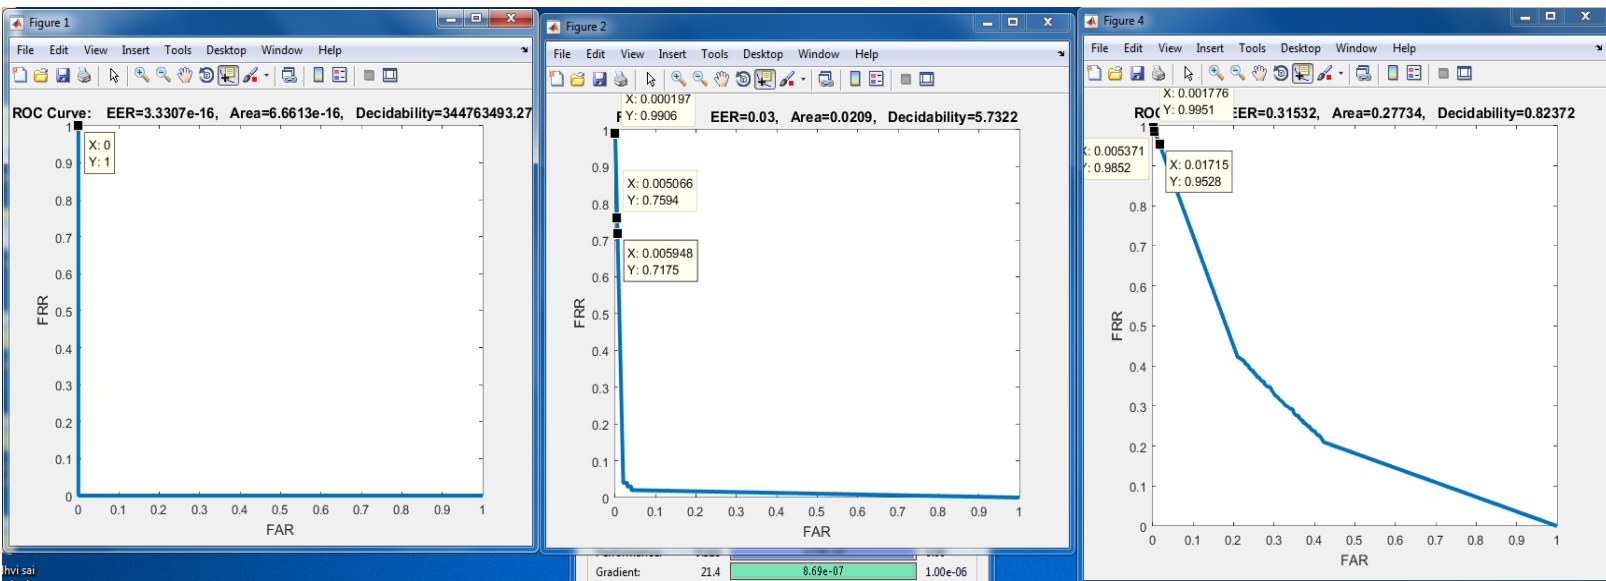 Figure 1
File Edit View Insert Tools Desktop Window Help
ROC Curve: EER=3.3307e-16, Area=6.6613e-16, Decidability=344763493.27
X: 0
Y: 1
1
0.9
0.8
0.7
0.6
0.5
0.4
0.3
0.2
0.1
0
FRR
0 0.1 0.2 0.3 0.4 0.5 0.6 0.7 0.8 0.9 1
FAR
Figure 2
File Edit View Insert Tools Desktop Window Help
X: 0.000197
Y: 0.9906
EER=0.03, Area=0.0209, Decidability=5.7322
X: 0.005066
Y: 0.7594
X: 0.005948
Y: 0.7175
1
0.9
0.8
0.7
0.6
0.5
0.4
0.3
0.2
0.1
0
FRR
0 0.1 0.2 0.3 0.4 0.5 0.6 0.7 0.8 0.9 1
FAR
Figure 4
File Edit View Insert Tools Desktop Window Help
X: 0.001776
Y: 0.9951
ROC EER=0.31532, Area=0.27734, Decidability=0.82372
X: 0.005371
Y: 0.9852
X: 0.01715
Y: 0.9528
1
0.8
0.7
0.6
0.5
0.4
0.3
0.2
0.1
0
FRR
0 0.1 0.2 0.3 0.4 0.5 0.6 0.7 0.8 0.9 1
FAR
lhvi sai
Gradient: 21.4 8.69e-07 1.00e-06